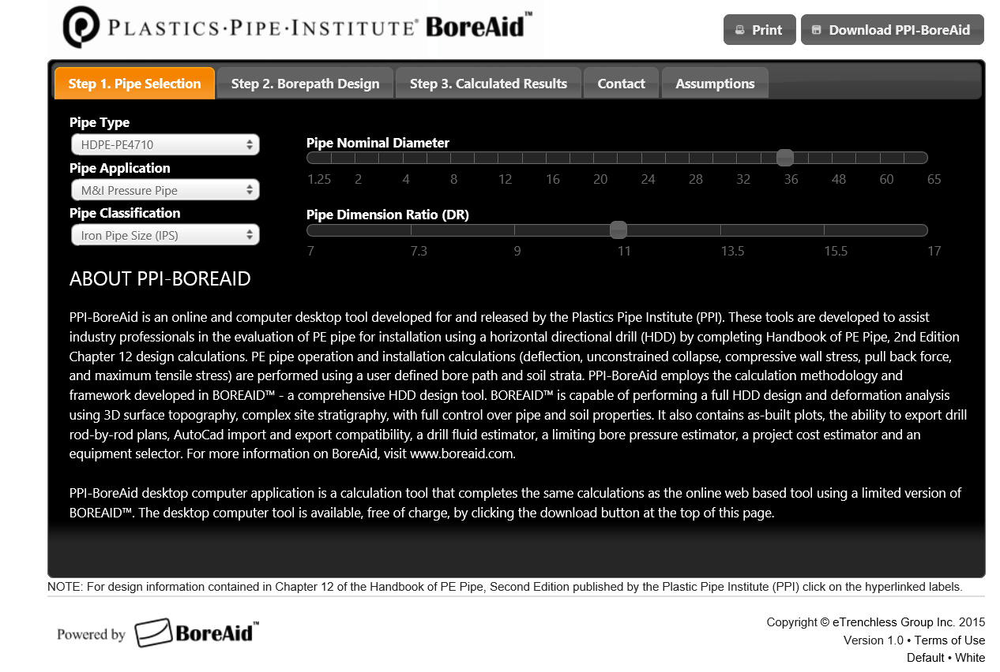 PLASTICS·PIPE·INSTITUTE® BoreAid™
Print
Download PPI-BoreAid
Step 1. Pipe Selection
Step 2. Borepath Design
Step 3. Calculated Results
Contact
Assumptions
Pipe Type
HDPE-PE4710
Pipe Application
M&I Pressure Pipe
Pipe Classification
Iron Pipe Size (IPS)
Pipe Nominal Diameter
1.25 2 4 8 12 16 20 24 28 32 36 48 60 65
Pipe Dimension Ratio (DR)
7 7.3 9 11 13.5 15.5 17
ABOUT PPI-BOREAID
PPI-BoreAid is an online and computer desktop tool developed for and released by the Plastics Pipe Institute (PPI). These tools are developed to assist
industry professionals in the evaluation of PE pipe for installation using a horizontal directional drill (HDD) by completing Handbook of PE Pipe, 2nd Edition
Chapter 12 design calculations. PE pipe operation and installation calculations (deflection, unconstrained collapse, compressive wall stress, pull back force,
and maximum tensile stress) are performed using a user defined bore path and soil strata. PPI-BoreAid employs the calculation methodology and
framework developed in BOREAID™ - a comprehensive HDD design tool. BOREAID™ is capable of performing a full HDD design and deformation analysis
using 3D surface topography, complex site stratigraphy, with full control over pipe and soil properties. It also contains as-built plots, the ability to export drill
rod-by-rod plans, AutoCad import and export compatibility, a drill fluid estimator, a limiting bore pressure estimator, a project cost estimator and an
equipment selector. For more information on BoreAid, visit www.boreaid.com.
PPI-BoreAid desktop computer application is a calculation tool that completes the same calculations as the online web based tool using a limited version of
BOREAID™. The desktop computer tool is available, free of charge, by clicking the download button at the top of this page.
NOTE: For design information contained in Chapter 12 of the Handbook of PE Pipe, Second Edition published by the Plastic Pipe Institute (PPI) click on the hyperlinked labels.
Powered by BoreAid™
Copyright © eTrenchless Group Inc. 2015
Version 1.0 • Terms of Use
Default • White